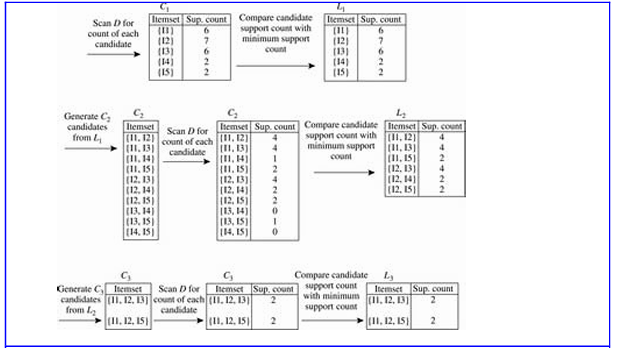 C1
L1
Scan D for
count of each
candidate
Itemset Sup. count
{I1} 6
{I2} 7
{I3} 6
{I4} 2
{I5} 2
Compare candidate
support count with
minimum support
count
Itemset Sup. count
{I1} 6
{I2} 7
{I3} 6
{I4} 2
{I5} 2
Generate C2
candidates
from L1
C2
Itemset
{I1, I2}
{I1, I3}
{I1, I4}
{I1, I5}
{I2, I3}
{I2, I4}
{I2, I5}
{I3, I4}
{I3, I5}
{I4, I5}
Scan D for
count of each
candidate
C2
Itemset Sup. count
{I1, I2} 4
{I1, I3} 4
{I1, I4} 1
{I1, I5} 2
{I2, I3} 4
{I2, I4} 2
{I2, I5} 2
{I3, I4} 0
{I3, I5} 1
{I4, I5} 0
Compare candidate
support count with
minimum support
count
L2
Itemset Sup. count
{I1, I2} 4
{I1, I3} 4
{I1, I5} 2
{I2, I3} 4
{I2, I4} 2
{I2, I5} 2
Generate C3
candidates
from L2
C3
Itemset
{I1, I2, I3}
{I1, I2, I5}
Scan D for
count of each
candidate
C3
Itemset Sup. count
{I1, I2, I3} 2
{I1, I2, I5} 2
Compare candidate
support count
with minimum
support count
L3
Itemset Sup. count
{I1, I2, I3} 2
{I1, I2, I5} 2